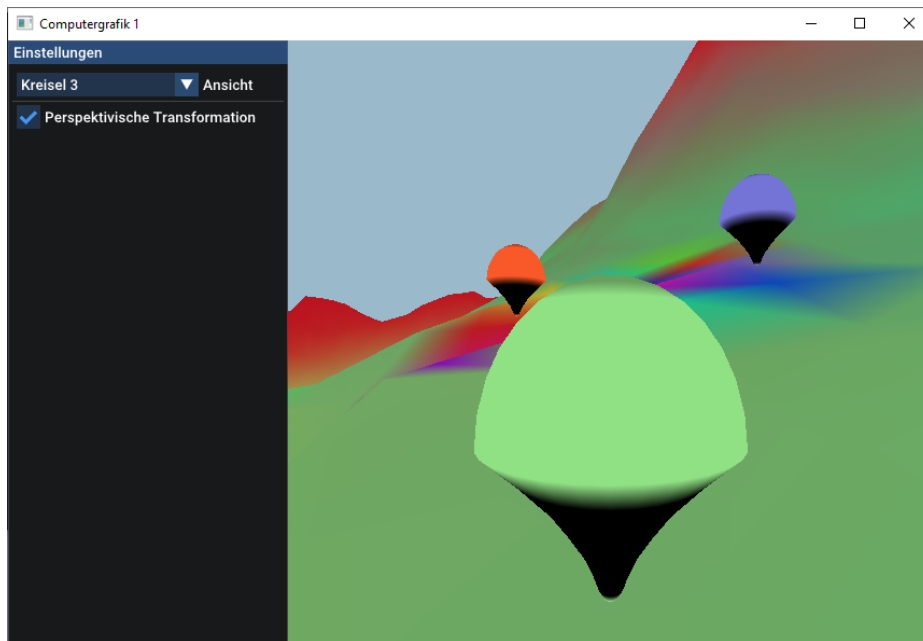 Computergrafik 1
Einstellungen
Kreisel 3 Ansicht
Perspektivische Transformation